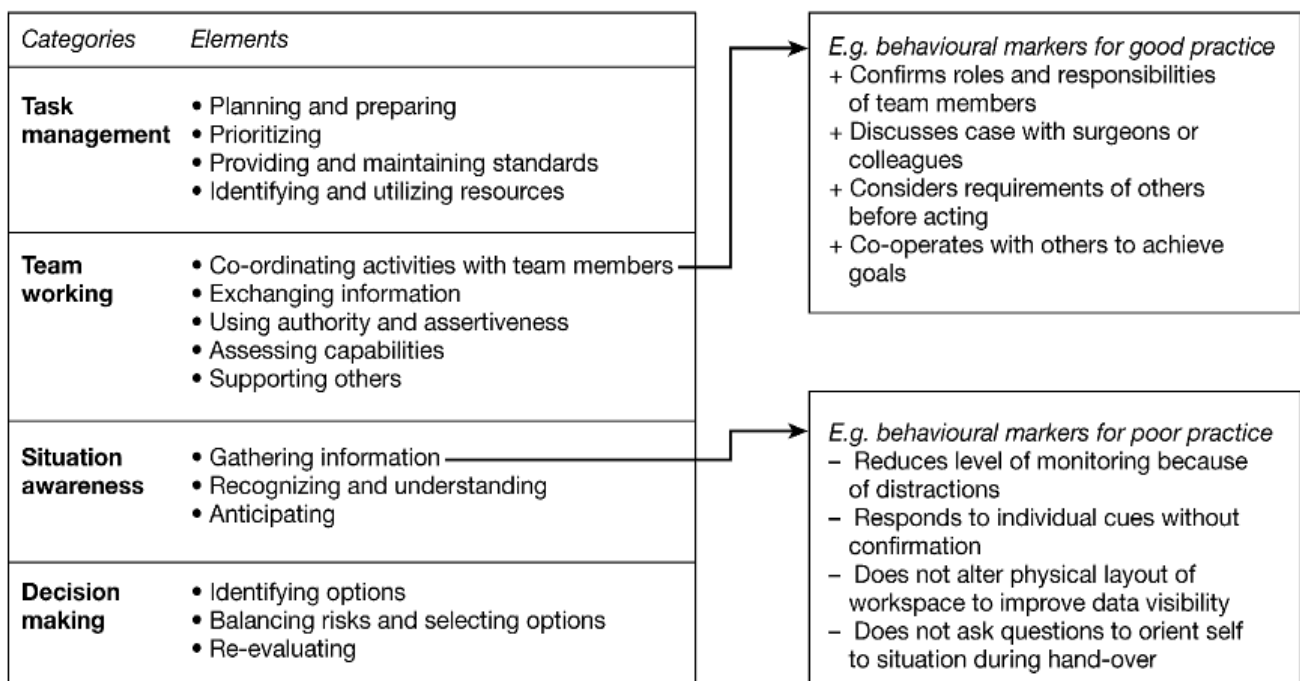 Categories Elements
Task management
• Planning and preparing
• Prioritizing
• Providing and maintaining standards
• Identifying and utilizing resources
Team working
• Co-ordinating activities with team members
• Exchanging information
• Using authority and assertiveness
• Assessing capabilities
• Supporting others
Situation awareness
• Gathering information
• Recognizing and understanding
• Anticipating
Decision making
• Identifying options
• Balancing risks and selecting options
• Re-evaluating
E.g. behavioural markers for good practice
+ Confirms roles and responsibilities
of team members
+ Discusses case with surgeons or
colleagues
+ Considers requirements of others
before acting
+ Co-operates with others to achieve
goals
E.g. behavioural markers for poor practice
– Reduces level of monitoring because
of distractions
– Responds to individual cues without
confirmation
– Does not alter physical layout of
workspace to improve data visibility
– Does not ask questions to orient self
to situation during hand-over